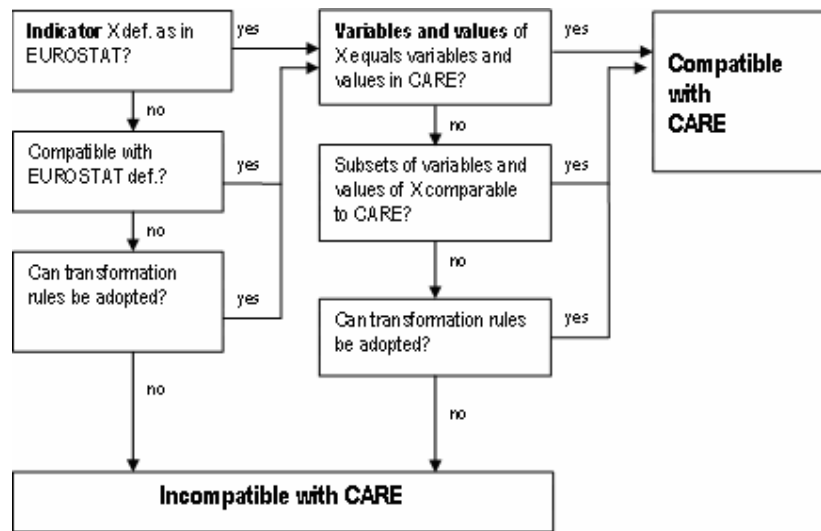 Indicator X def. as in
EUROSTAT?
yes
no
Compatible with
EUROSTAT def.?
yes
no
Can transformation
rules be adopted?
yes
no
Variables and values of
X equals variables and
values in CARE?
yes
no
Subsets of variables and
values of X comparable
to CARE?
yes
no
Can transformation rules
be adopted?
yes
no
Compatible
with
CARE
Incompatible with CARE